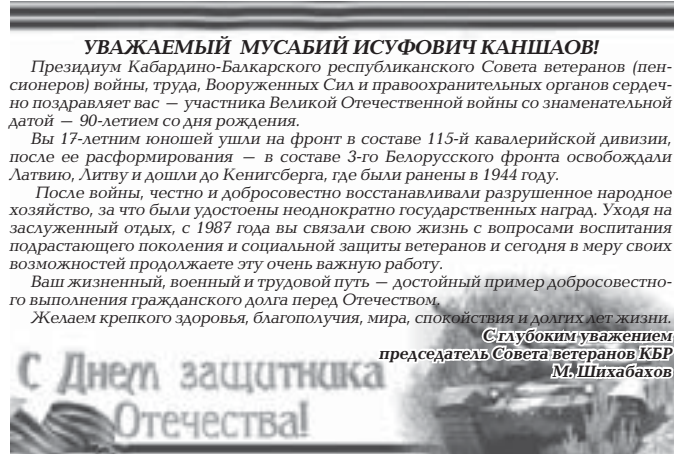 УВАЖАЕМЫЙ МУСАБИЙ ИСУФОВИЧ КАНШАОВ!
Президиум Кабардино-Балкарского республиканского Совета ветеранов (пен-
сионеров) войны, труда, Вооруженных Сил и правоохранительных органов сердеч-
но поздравляет вас — участника Великой Отечественной войны со знаменательной
датой — 90-летием со дня рождения.
Вы 17-летним юношей ушли на фронт в составе 115-й кавалерийской дивизии,
после ее расформирования — в составе 3-го Белорусского фронта освобождали
Латвию, Литву и дошли до Кенигсберга, где были ранены в 1944 году.
После войны, честно и добросовестно восстанавливали разрушенное народное
хозяйство, за что были удостоены неоднократно государственных наград. Уходя на
заслуженный отдых, с 1987 года вы связали свою жизнь с вопросами воспитания
подрастающего поколения и социальной защиты ветеранов и сегодня в меру своих
возможностей продолжаете эту очень важную работу.
Ваш жизненный, военный и трудовой путь — достойный пример добросовестно-
го выполнения гражданского долга перед Отечеством.
Желаем крепкого здоровья, благополучия, мира, спокойствия и долгих лет жизни.
С глубоким уважением
председатель Совета ветеранов КБР
М. Шихабахов
С Днем защитника
Отечества!